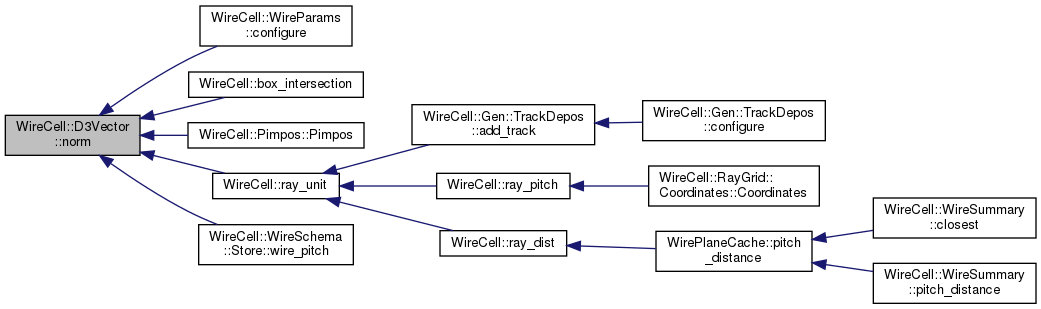 WireCell::WireParams
::configure
WireCell::box_intersection
WireCell::D3Vector
::norm
WireCell::Pimpos::Pimpos
WireCell::ray_unit
WireCell::WireSchema
::Store::wire_pitch
WireCell::Gen::TrackDepos
::add_track
WireCell::ray_pitch
WireCell::ray_dist
WireCell::Gen::TrackDepos
::configure
WireCell::RayGrid::
Coordinates::Coordinates
WirePlaneCache::pitch
_distance
WireCell::WireSummary
::closest
WireCell::WireSummary
::pitch_distance